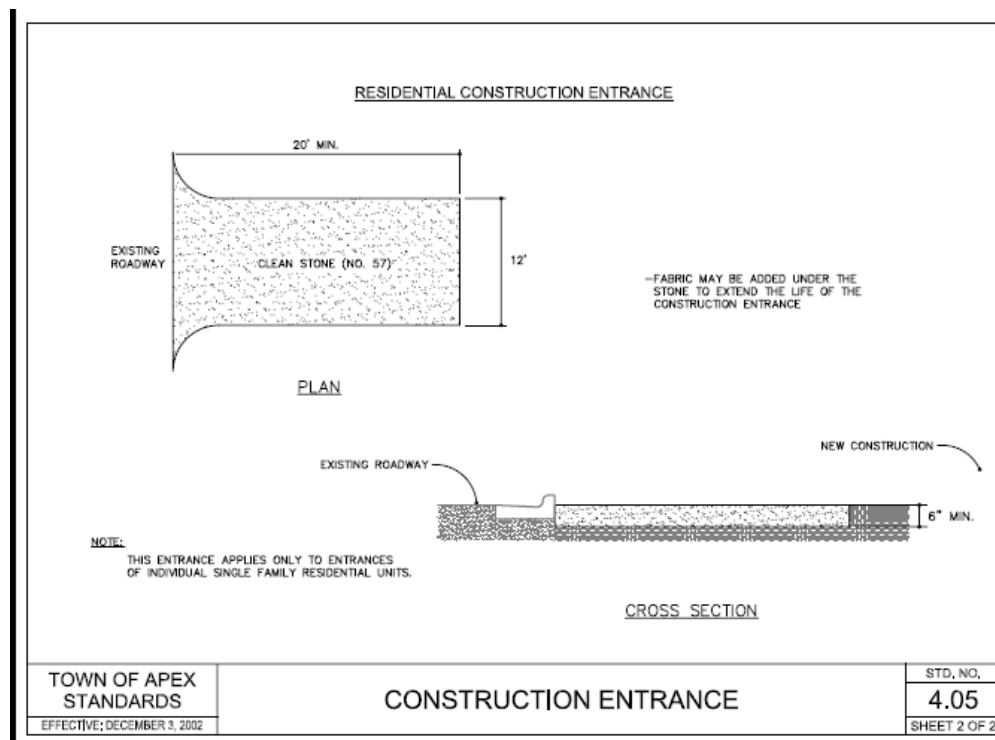 RESIDENTIAL CONSTRUCTION ENTRANCE
20' MIN.
EXISTING
ROADWAY
CLEAN STONE (NO. 57)
12'
-FABRIC MAY BE ADDED UNDER THE
STONE TO EXTEND THE LIFE OF THE
CONSTRUCTION ENTRANCE
PLAN
NEW CONSTRUCTION
EXISTING ROADWAY
6" MIN.
NOTE:
THIS ENTRANCE APPLIES ONLY TO ENTRANCES
OF INDIVIDUAL SINGLE FAMILY RESIDENTIAL UNITS.
CROSS SECTION
TOWN OF APEX
STANDARDS
EFFECTIVE: DECEMBER 3, 2002
CONSTRUCTION ENTRANCE
STD. NO.
4.05
SHEET 2 OF 2